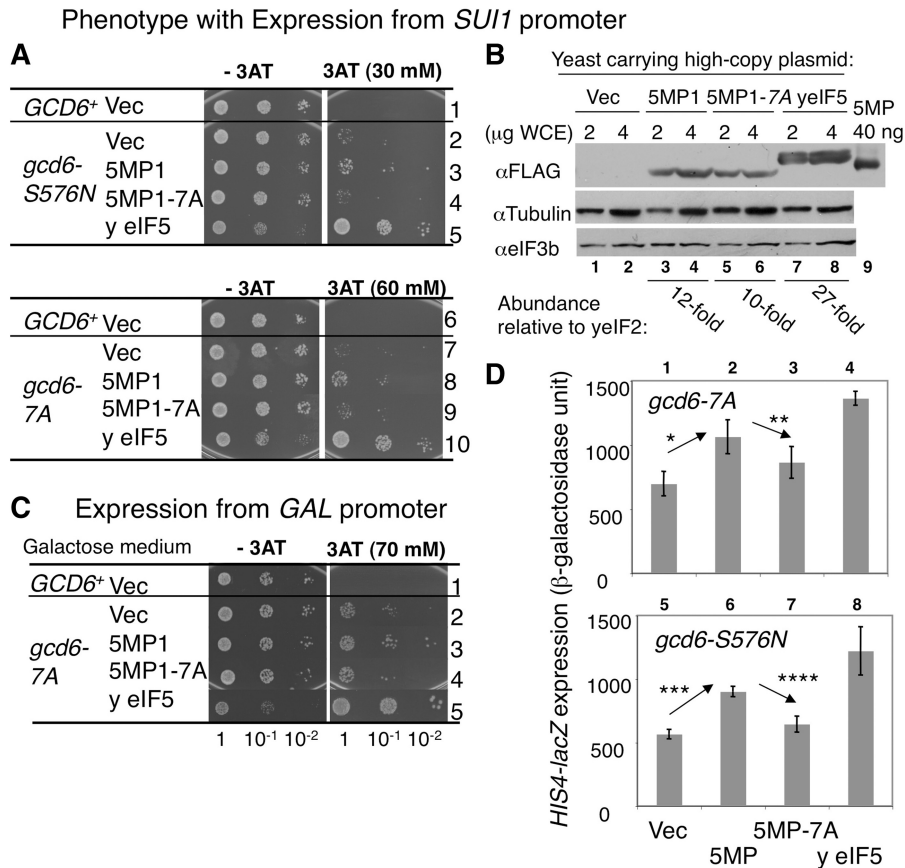 Phenotype with Expression from SUI1 promoter
A
- 3AT 3AT (30 mM)
GCD6+ Vec 1
gcd6-S576N
Vec 2
5MP1 3
5MP1-7A 4
y eIF5 5
- 3AT 3AT (60 mM)
GCD6+ Vec 6
gcd6-7A
Vec 7
5MP1 8
5MP1-7A 9
y eIF5 10
B
Yeast carrying high-copy plasmid:
Vec 5MP1 5MP1-7A yeIF5 5MP
(μg WCE) 2 4 2 4 2 4 2 4 40 ng
αFLAG
αTubulin
αeIF3b
1 2 3 4 5 6 7 8 9
Abundance relative to yeIF2: 12-fold 10-fold 27-fold
C
Expression from GAL promoter
Galactose medium - 3AT 3AT (70 mM)
GCD6+ Vec 1
gcd6-7A
Vec 2
5MP1 3
5MP1-7A 4
y eIF5 5
1 10-1 10-2 1 10-1 10-2
D
HIS4-lacZ expression (β-galactosidase unit)
1 2 3 4
1500
gcd6-7A
* **
1000
500
0
5 6 7 8
1500
gcd6-S576N
*** ****
1000
500
0
Vec 5MP 5MP-7A y eIF5